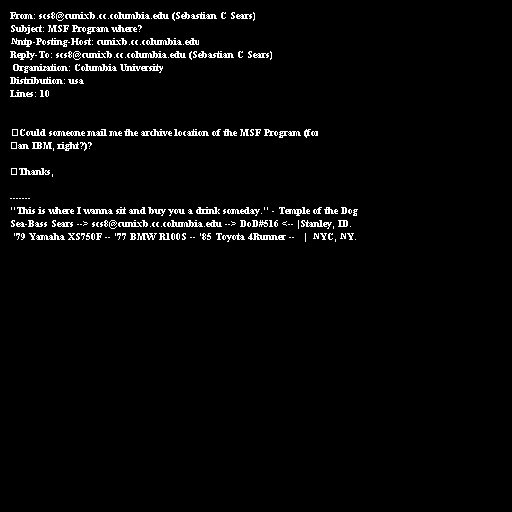 From: scs8@cunixb.cc.columbia.edu (Sebastian C Sears)
Subject: MSF Program where?
Nntp-Posting-Host: cunixb.cc.columbia.edu
Reply-To: scs8@cunixb.cc.columbia.edu (Sebastian C Sears)
Organization: Columbia University
Distribution: usa
Lines: 10

Could someone mail me the archive location of the MSF Program (for
an IBM, right?)?

Thanks,

-------
"This is where I wanna sit and buy you a drink someday." - Temple of the Dog
Sea-Bass Sears --> scs8@cunixb.cc.columbia.edu --> DoD#516 <-- |Stanley, ID.
'79 Yamaha XS750F -- '77 BMW R100S -- '85 Toyota 4Runner -- | NYC, NY.